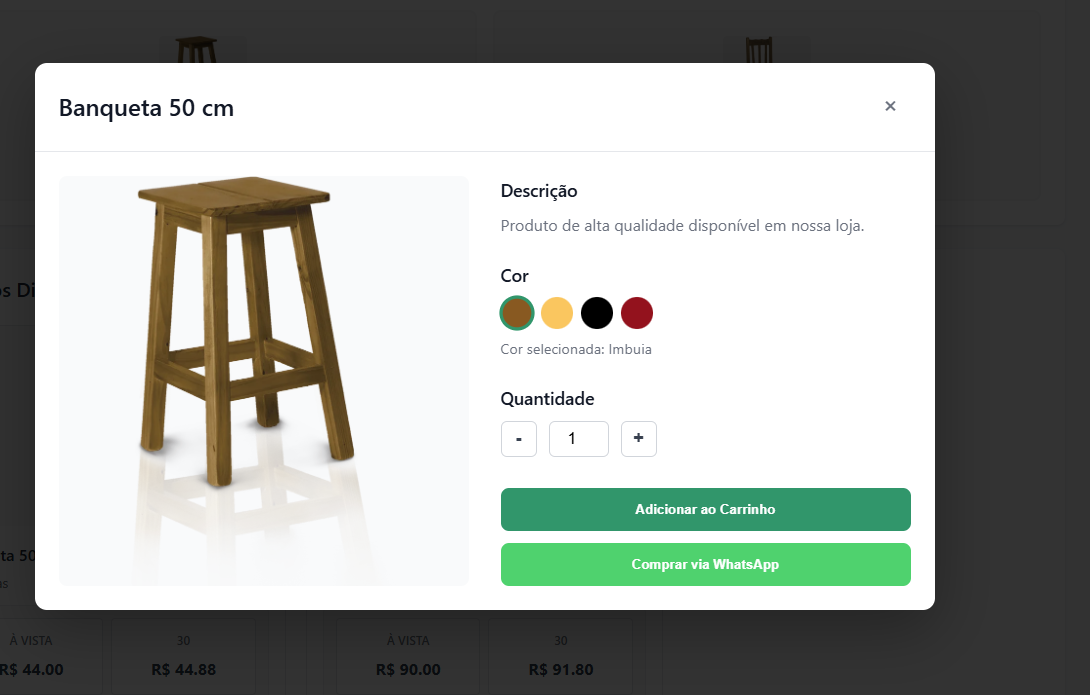 Banqueta 50 cm
×
Descrição
Produto de alta qualidade disponível em nossa loja.
Cor
Cor selecionada: Imbuia
Quantidade
- 1 +
Adicionar ao Carrinho
Comprar via WhatsApp
os Di
ta 50
as
À VISTA 30 À VISTA 30
R$ 44.00 R$ 44.88 R$ 90.00 R$ 91.80